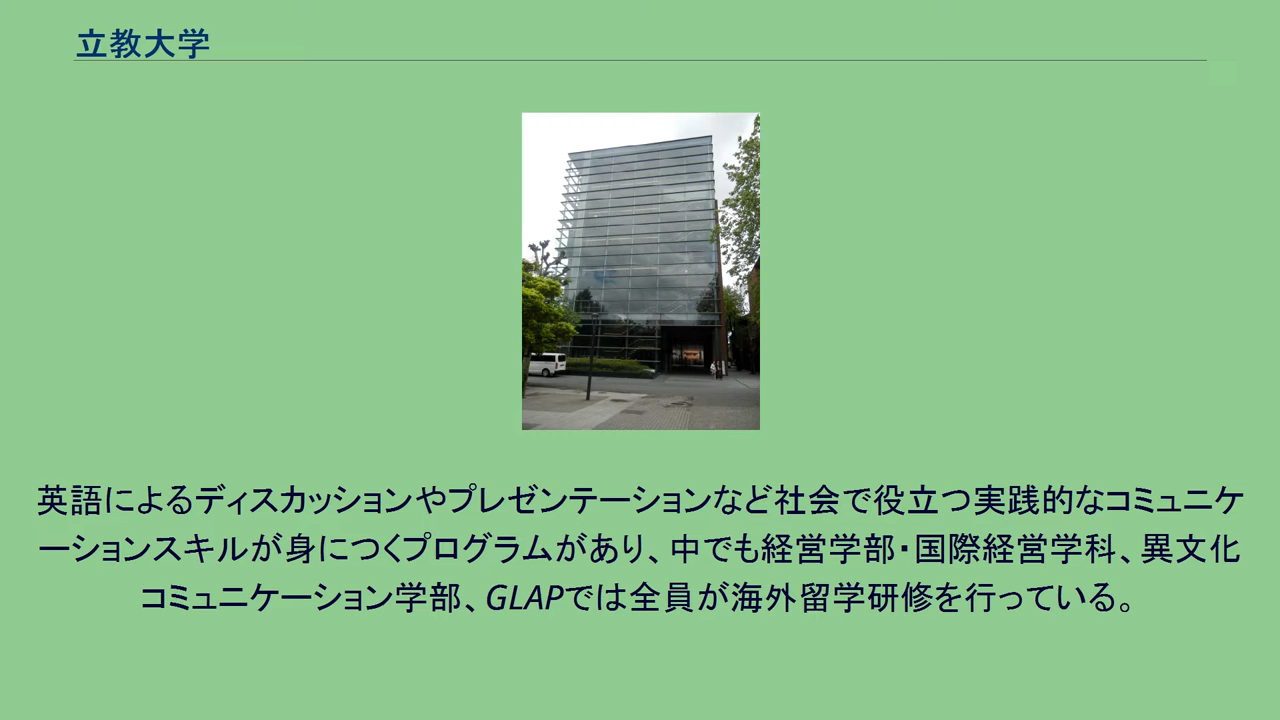 立教大学
英語によるディスカッションやプレゼンテーションなど社会で役立つ実践的なコミュニケ
ーションスキルが身につくプログラムがあり、中でも経営学部・国際経営学科、異文化
コミュニケーション学部、GLAPでは全員が海外留学研修を行っている。